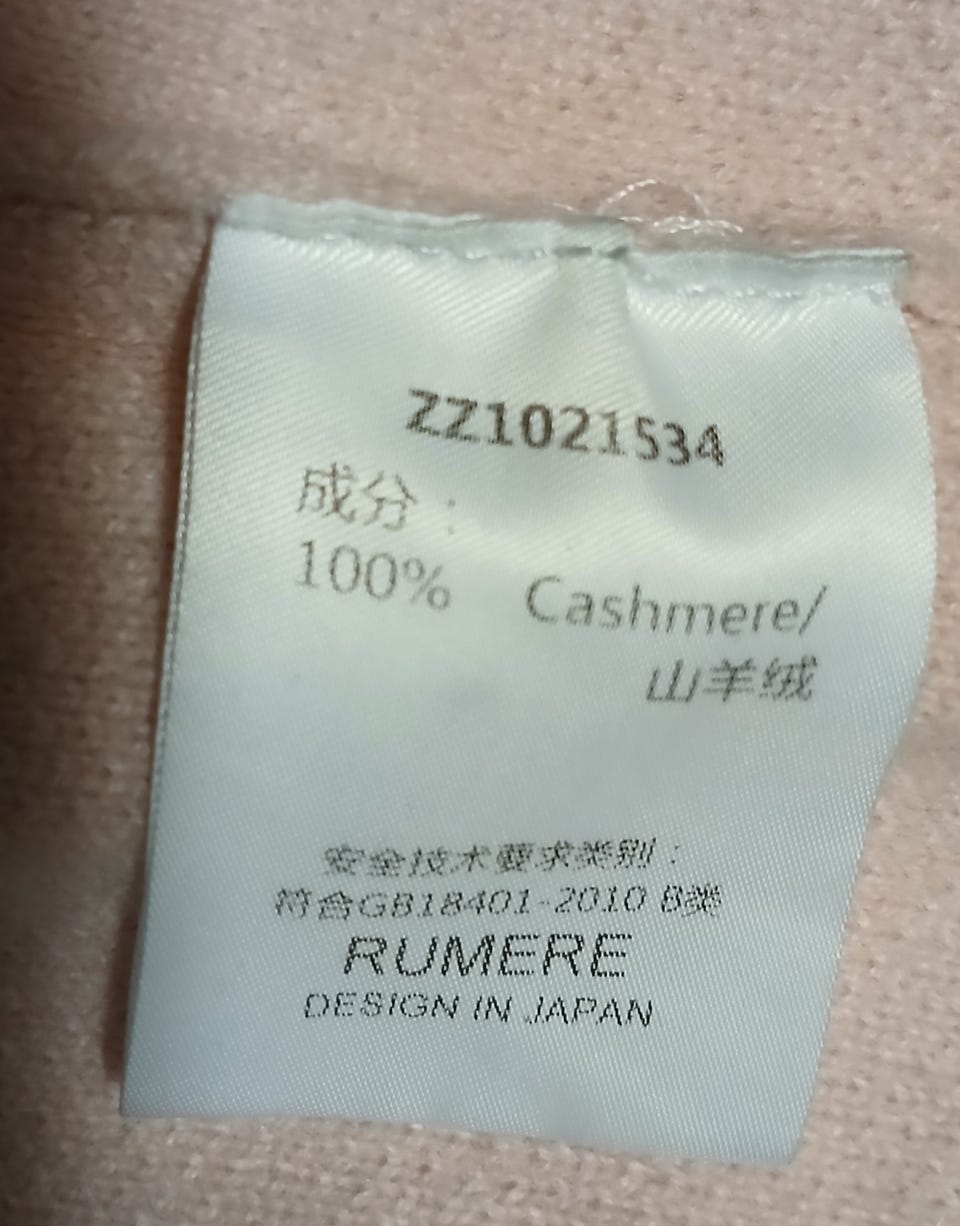 ZZ1021534
成分：
100% Cashmere/
山羊绒
安全技术要求类别：
符合GB18401-2010 B类
RUMERE
DESIGN IN JAPAN